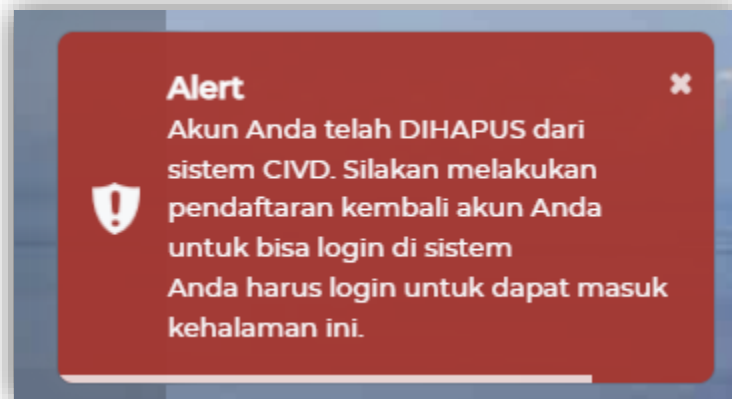 Alert
Akun Anda telah DIHAPUS dari
sistem CIVD. Silakan melakukan
pendaftaran kembali akun Anda
untuk bisa login di sistem
Anda harus login untuk dapat masuk
kehalaman ini.